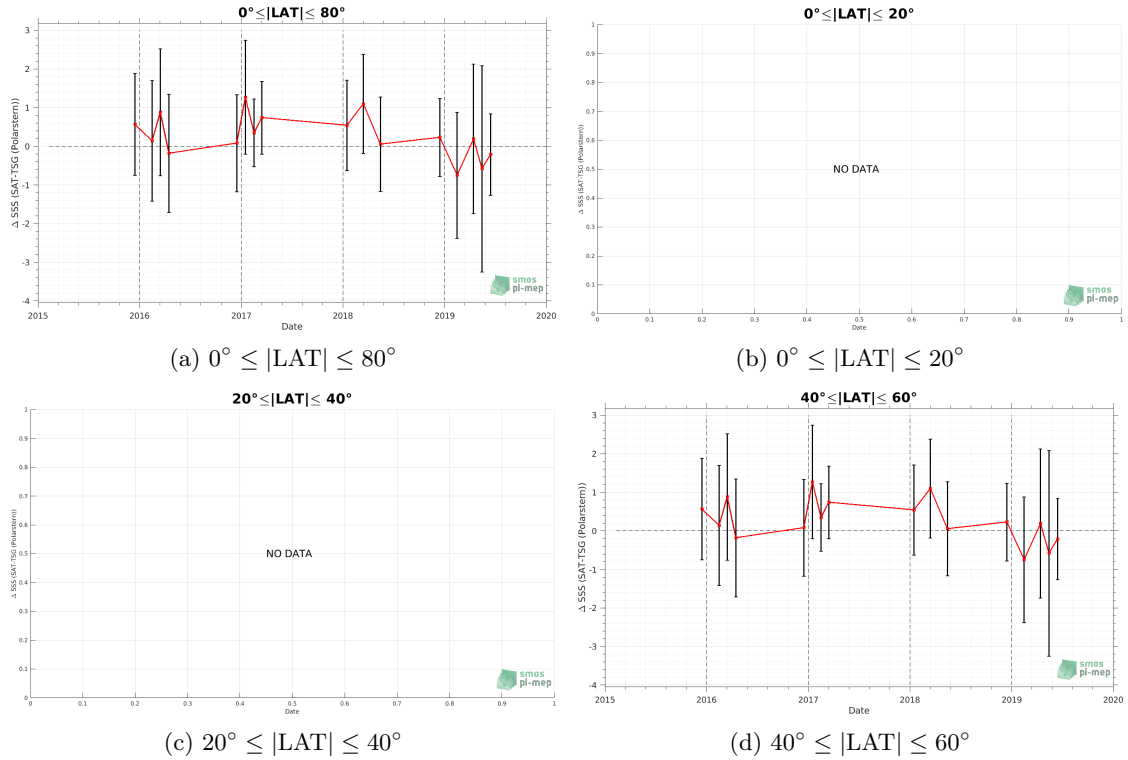 0°≤|LAT|≤ 80°
Δ SSS (SAT-TSG (Polarstern))
3
2
1
0
-1
-2
-3
-4
2015 2016 2017 2018 2019 2020
Date
smos
pi-mep
(a) 0° ≤ |LAT| ≤ 80°
0°≤|LAT|≤ 20°
Δ SSS (SAT-TSG (Polarstern))
1
0.9
0.8
0.7
0.6
0.5
0.4
0.3
0.2
0.1
0
NO DATA
0 0.1 0.2 0.3 0.4 0.5 0.6 0.7 0.8 0.9 1
Date
smos
pi-mep
(b) 0° ≤ |LAT| ≤ 20°
20°≤|LAT|≤ 40°
Δ SSS (SAT-TSG (Polarstern))
1
0.9
0.8
0.7
0.6
0.5
0.4
0.3
0.2
0.1
0
NO DATA
0 0.1 0.2 0.3 0.4 0.5 0.6 0.7 0.8 0.9 1
Date
smos
pi-mep
(c) 20° ≤ |LAT| ≤ 40°
40°≤|LAT|≤ 60°
Δ SSS (SAT-TSG (Polarstern))
3
2
1
0
-1
-2
-3
-4
2015 2016 2017 2018 2019 2020
Date
smos
pi-mep
(d) 40° ≤ |LAT| ≤ 60°